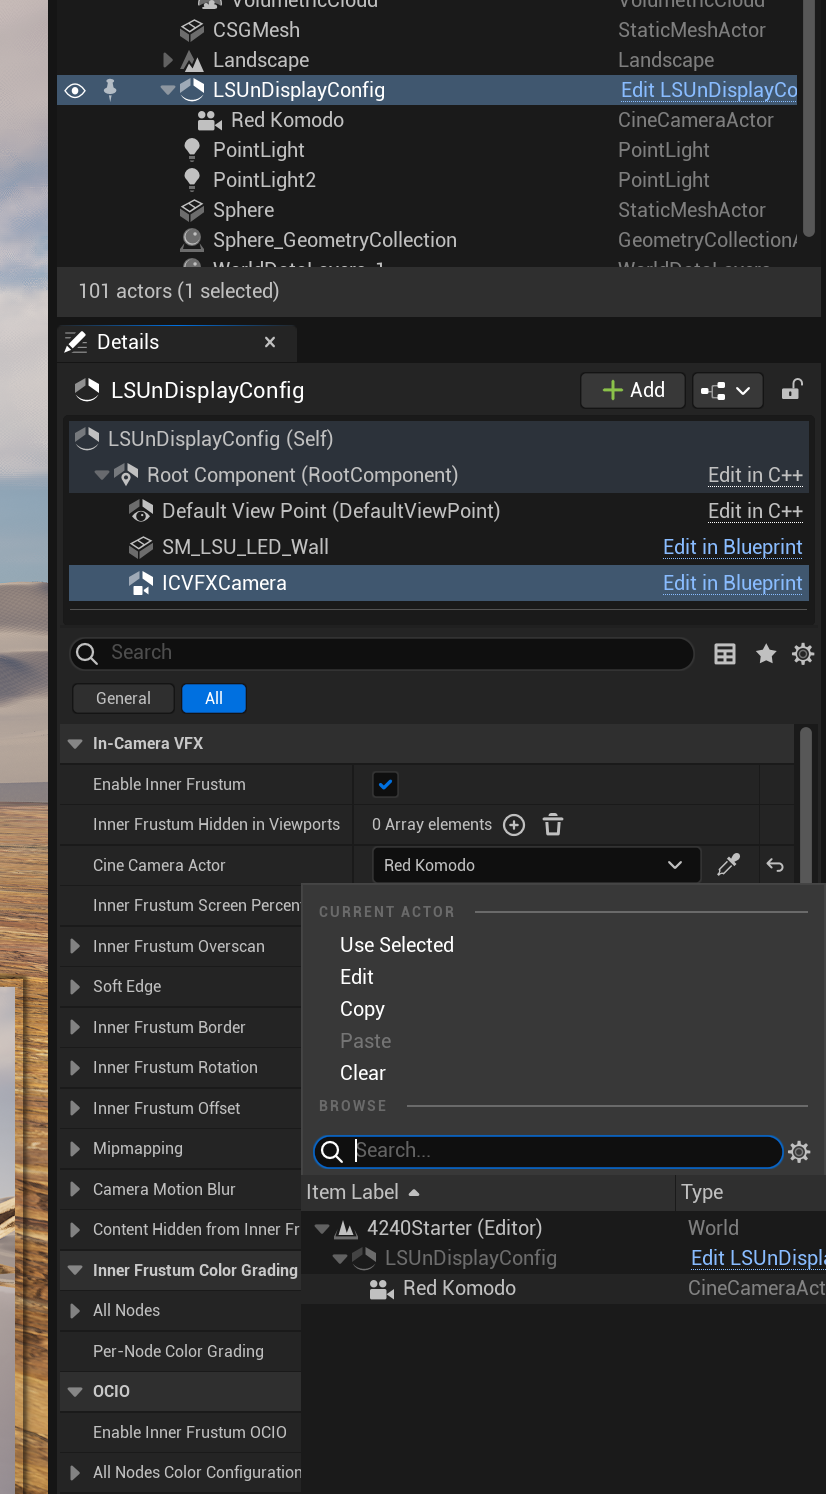 VolumetricCloud VolumetricCloud
CSGMesh StaticMeshActor
Landscape Landscape
LSUnDisplayConfig Edit LSUnDisplayCo
Red Komodo CineCameraActor
PointLight PointLight
PointLight2 PointLight
Sphere StaticMeshActor
Sphere_GeometryCollection GeometryCollectionA
WorldDataLayers-1 WorldDataLayers
101 actors (1 selected)
Details
LSUnDisplayConfig Add
LSUnDisplayConfig (Self)
Root Component (RootComponent) Edit in C++
Default View Point (DefaultViewPoint) Edit in C++
SM_LSU_LED_Wall Edit in Blueprint
ICVFXCamera Edit in Blueprint
Search
General All
In-Camera VFX
Enable Inner Frustum
Inner Frustum Hidden in Viewports 0 Array elements
Cine Camera Actor Red Komodo
Inner Frustum Screen Percen
CURRENT ACTOR
Use Selected
Inner Frustum Overscan
Edit
Soft Edge
Copy
Inner Frustum Border
Paste
Inner Frustum Rotation
Clear
Inner Frustum Offset
BROWSE
Mipmapping
Search...
Camera Motion Blur
Item Label Type
Content Hidden from Inner Fr
4240Starter (Editor) World
Inner Frustum Color Grading
LSUnDisplayConfig Edit LSUnDispla
Red Komodo CineCameraAct
All Nodes
Per-Node Color Grading
OCIO
Enable Inner Frustum OCIO
All Nodes Color Configuration